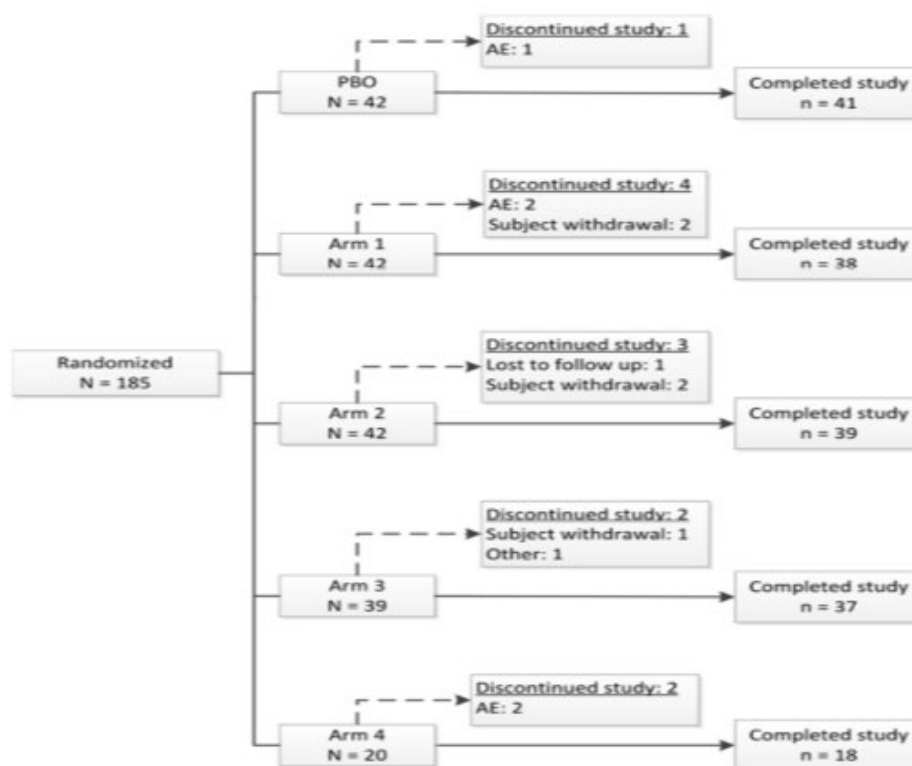 Discontinued study: 1
AE: 1
PBO
N = 42
Completed study
n = 41
Discontinued study: 4
AE: 2
Subject withdrawal: 2
Arm 1
N = 42
Completed study
n = 38
Randomized
N = 185
Discontinued study: 3
Lost to follow up: 1
Subject withdrawal: 2
Arm 2
N = 42
Completed study
n = 39
Discontinued study: 2
Subject withdrawal: 1
Other: 1
Arm 3
N = 39
Completed study
n = 37
Discontinued study: 2
AE: 2
Arm 4
N = 20
Completed study
n = 18